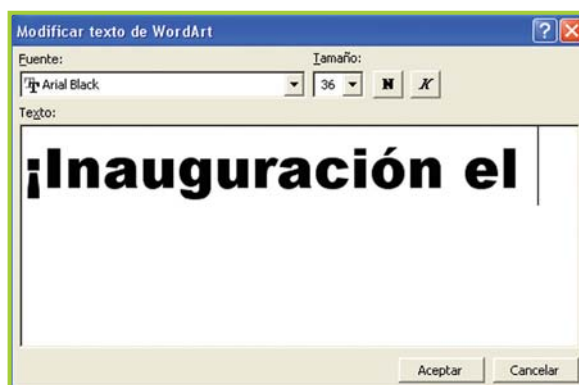 Modificar texto de WordArt
Fuente: Tamaño:
Arial Black 36 N K
Texto:
¡Inauguración el
Aceptar Cancelar